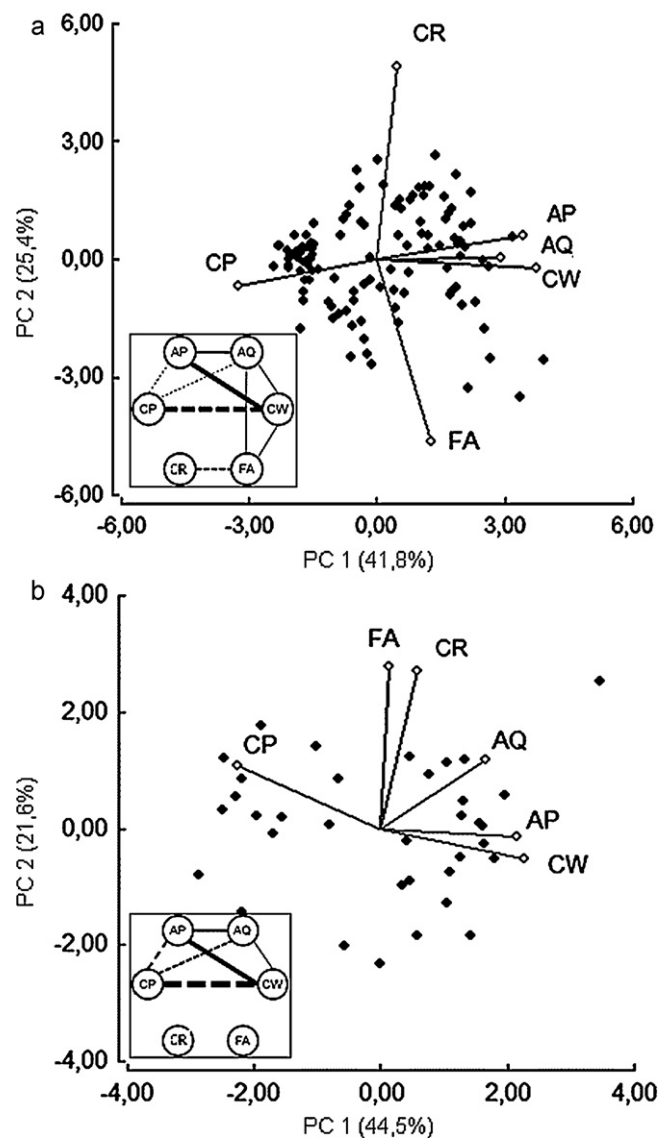 a
6,00
CR
3,00
PC 2 (25,4%)
AP
AQ
CP
CW
0,00
AP AQ
CP CW
CR FA
-3,00
FA
-6,00
-6,00 -3,00 0,00 3,00 6,00
PC 1 (41,8%)
b
4,00
FA CR
2,00
CP
AQ
PC 2 (21,6%)
0,00
AP
CW
AP AQ
CP CW
CR FA
-2,00
-4,00
-4,00 -2,00 0,00 2,00 4,00
PC 1 (44,5%)